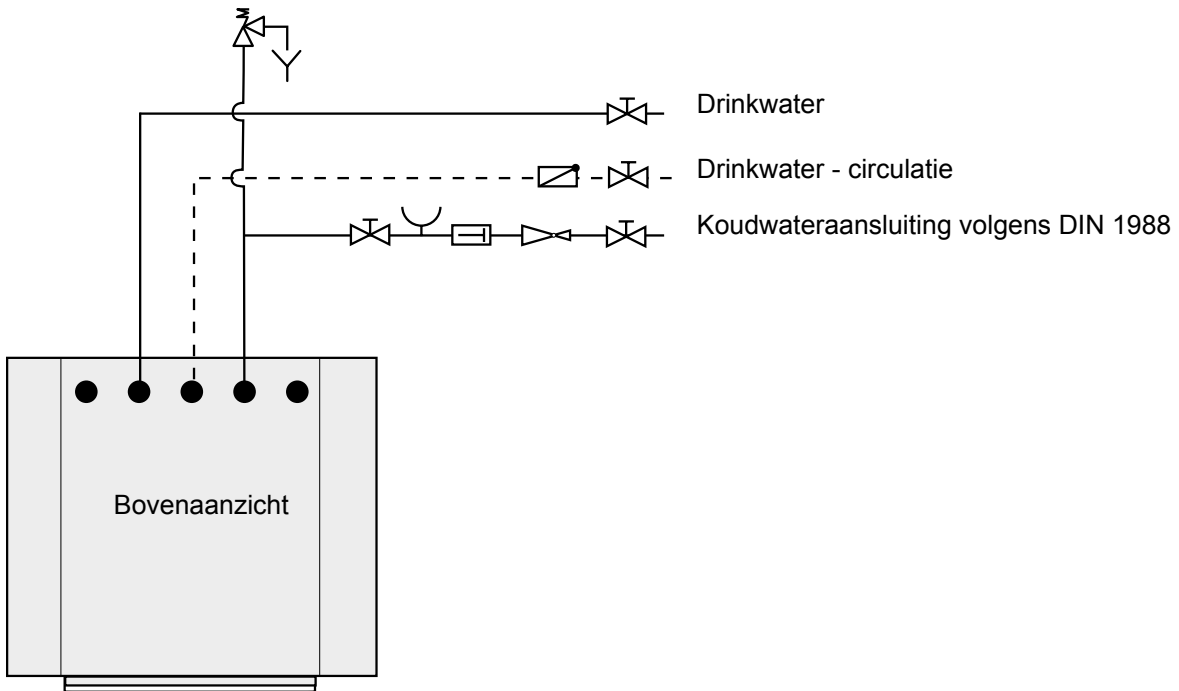 Drinkwater
Drinkwater - circulatie
Koudwateraansluiting volgens DIN 1988
Bovenaanzicht